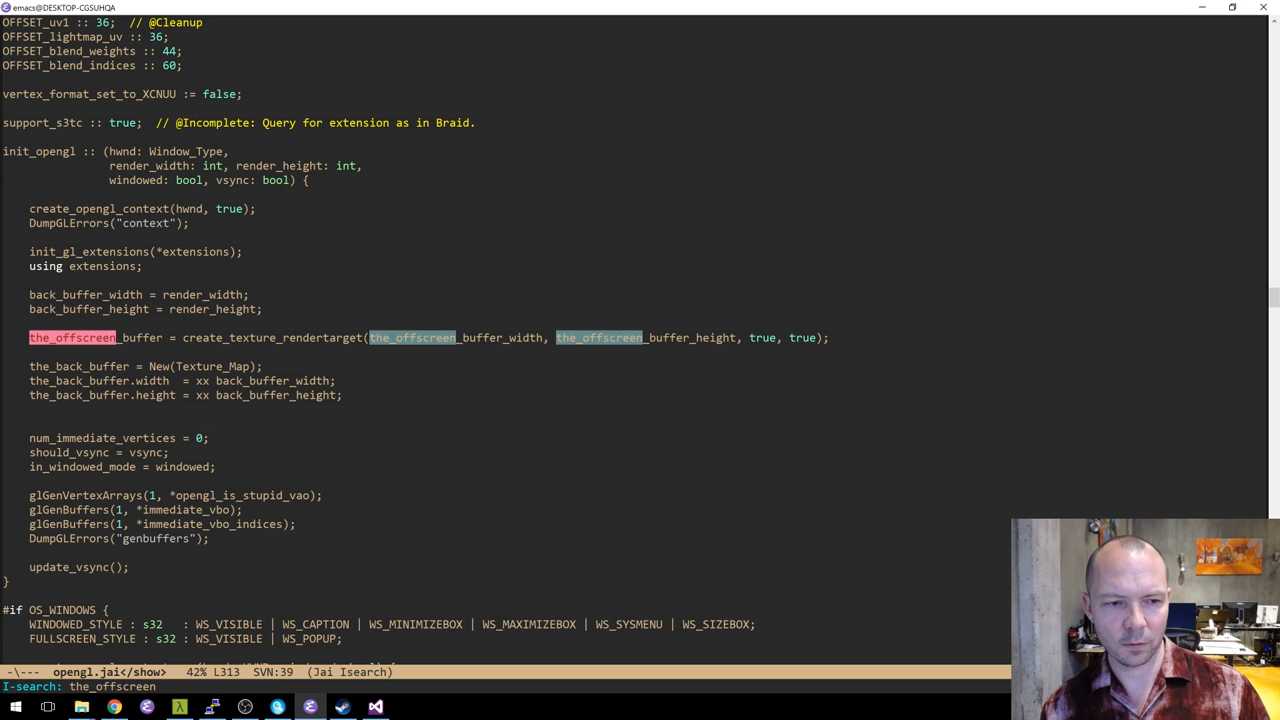 emacs@DESKTOP-CGSUHQA
OFFSET_uv1 :: 36;  // @Cleanup
OFFSET_lightmap_uv :: 36;
OFFSET_blend_weights :: 44;
OFFSET_blend_indices :: 60;
vertex_format_set_to_XCNUU := false;
support_s3tc :: true;  // @Incomplete: Query for extension as in Braid.
init_opengl :: (hwnd: Window_Type,
render_width: int, render_height: int,
windowed: bool, vsync: bool) {
create_opengl_context(hwnd, true);
DumpGLErrors("context");
init_gl_extensions(*extensions);
using extensions;
back_buffer_width = render_width;
back_buffer_height = render_height;
the_offscreen_buffer = create_texture_rendertarget(the_offscreen_buffer_width, the_offscreen_buffer_height, true, true);
the_back_buffer = New(Texture_Map);
the_back_buffer.width  = xx back_buffer_width;
the_back_buffer.height = xx back_buffer_height;
num_immediate_vertices = 0;
should_vsync = vsync;
in_windowed_mode = windowed;
glGenVertexArrays(1, *opengl_is_stupid_vao);
glGenBuffers(1, *immediate_vbo);
glGenBuffers(1, *immediate_vbo_indices);
DumpGLErrors("genbuffers");
update_vsync();
}
#if OS_WINDOWS {
WINDOWED_STYLE : s32   : WS_VISIBLE | WS_CAPTION | WS_MINIMIZEBOX | WS_MAXIMIZEBOX | WS_SYSMENU | WS_SIZEBOX;
FULLSCREEN_STYLE : s32 : WS_VISIBLE | WS_POPUP;
-\---  opengl.jai</show>   42% L313  SVN:39  (Jai Isearch)
I-search: the_offscreen